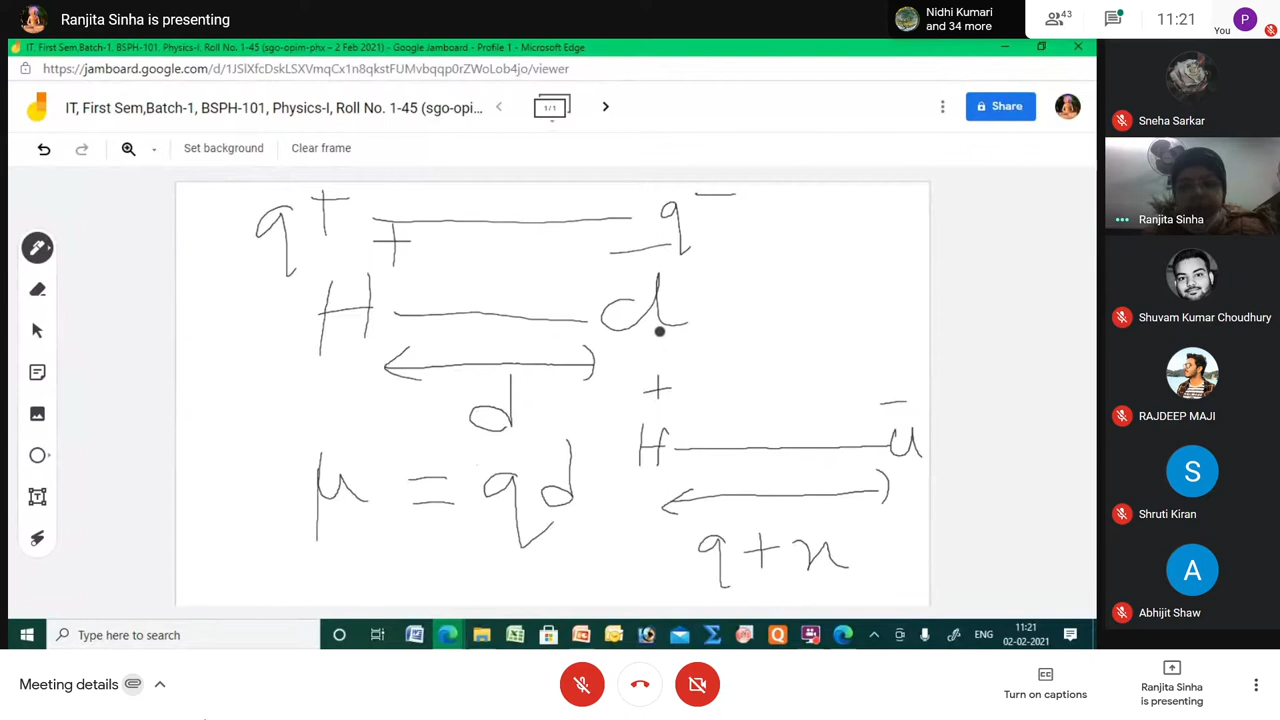 Ranjita Sinha is presenting
Nidhi Kumari
and 34 more
43
11:21
You
P
IT, First Sem,Batch-1, BSPH-101, Physics-I, Roll No. 1-45 (sgo-opim-phx – 2 Feb 2021) - Google Jamboard - Profile 1 - Microsoft Edge
https://jamboard.google.com/d/1JSlXfcDskLSXVmqCx1n8qkstFUMvbqqp0rZWoLob4jo/viewer
IT, First Sem,Batch-1, BSPH-101, Physics-I, Roll No. 1-45 (sgo-opi...
1/1
Share
Set background
Clear frame
q+ q−
+ −
H d
d
+ −
H u
μ = qd
q + x
Sneha Sarkar
Ranjita Sinha
Shuvam Kumar Choudhury
RAJDEEP MAJI
S
Shruti Kiran
A
Abhijit Shaw
Type here to search
ENG
11:21
02-02-2021
Meeting details
Turn on captions
Ranjita Sinha
is presenting